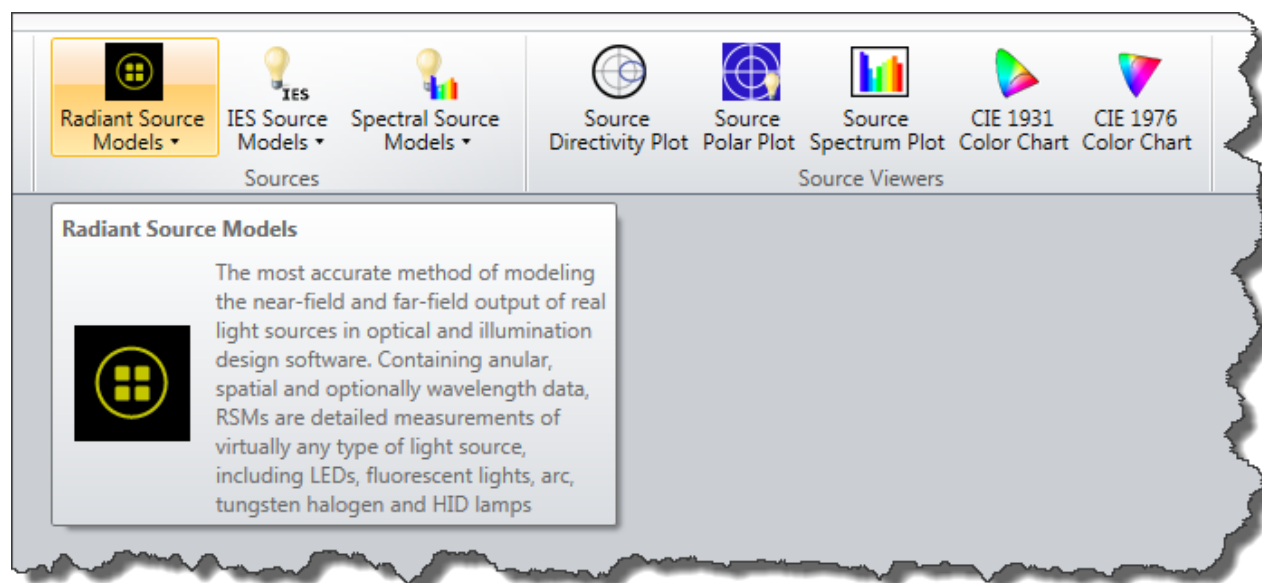 Radiant Source
Models
IES
IES Source
Models
Spectral Source
Models
Sources
Source
Directivity Plot
Source
Polar Plot
Source
Spectrum Plot
CIE 1931
Color Chart
CIE 1976
Color Chart
Source Viewers
Radiant Source Models
The most accurate method of modeling
the near-field and far-field output of real
light sources in optical and illumination
design software. Containing anular,
spatial and optionally wavelength data,
RSMs are detailed measurements of
virtually any type of light source,
including LEDs, fluorescent lights, arc,
tungsten halogen and HID lamps